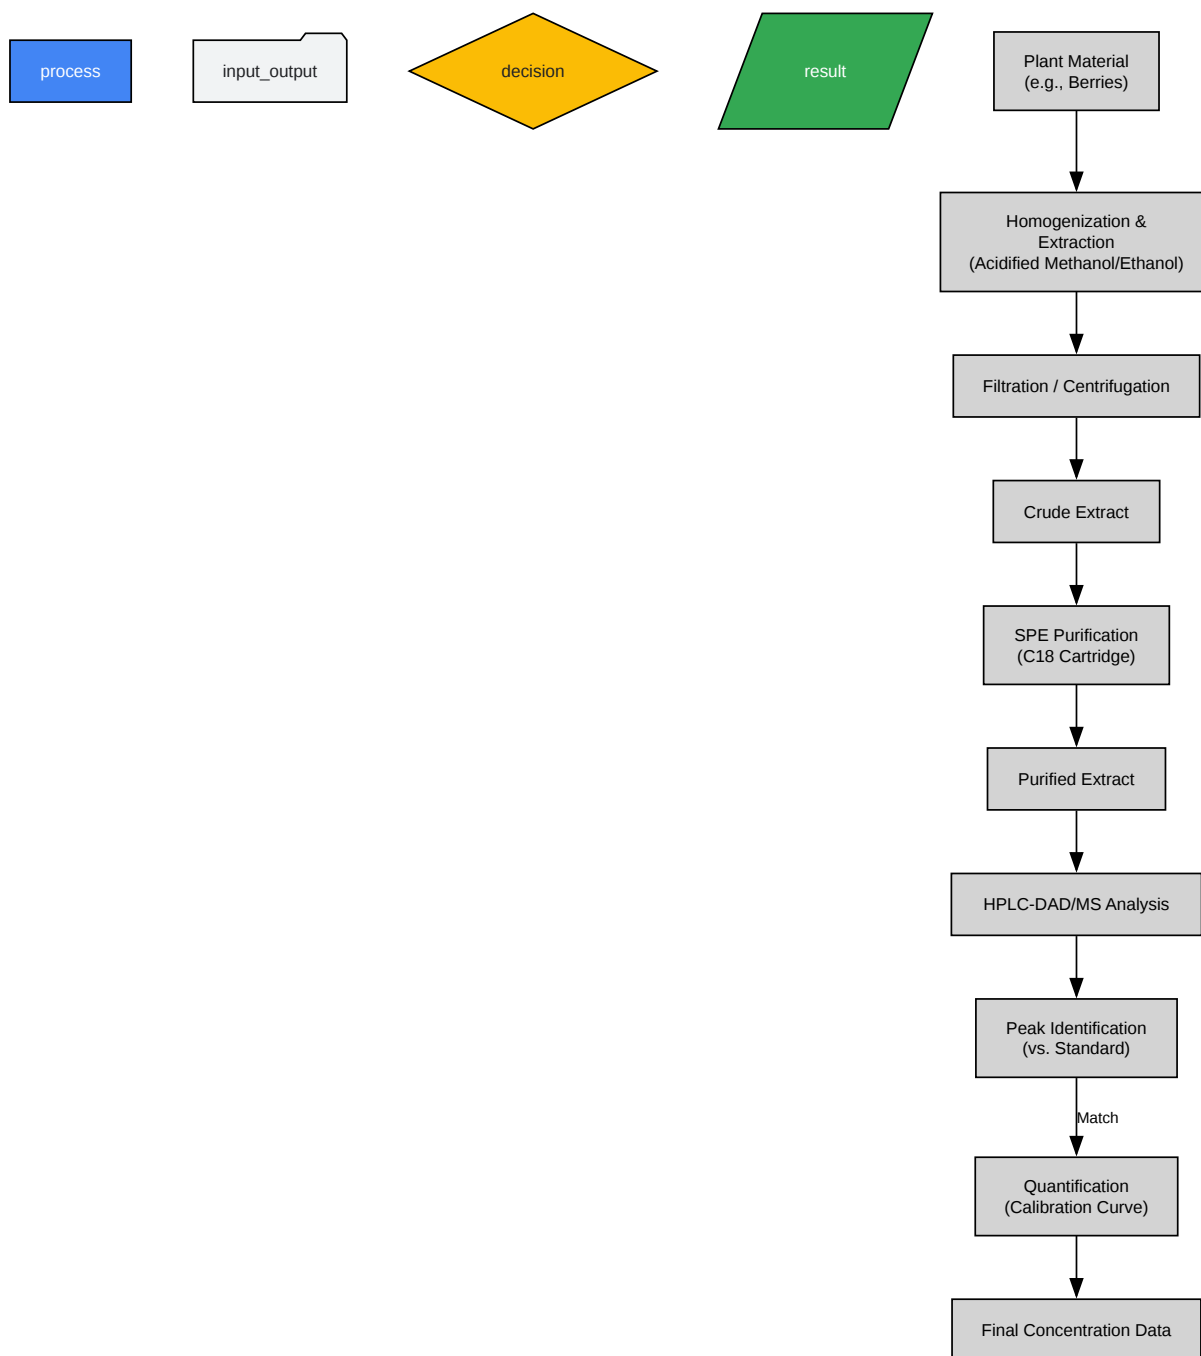 process
input_output
decision
result
Plant Material
(e.g., Berries)
Homogenization &
Extraction
(Acidified Methanol/Ethanol)
Filtration / Centrifugation
Crude Extract
SPE Purification
(C18 Cartridge)
Purified Extract
HPLC-DAD/MS Analysis
Peak Identification
(vs. Standard)
Match
Quantification
(Calibration Curve)
Final Concentration Data